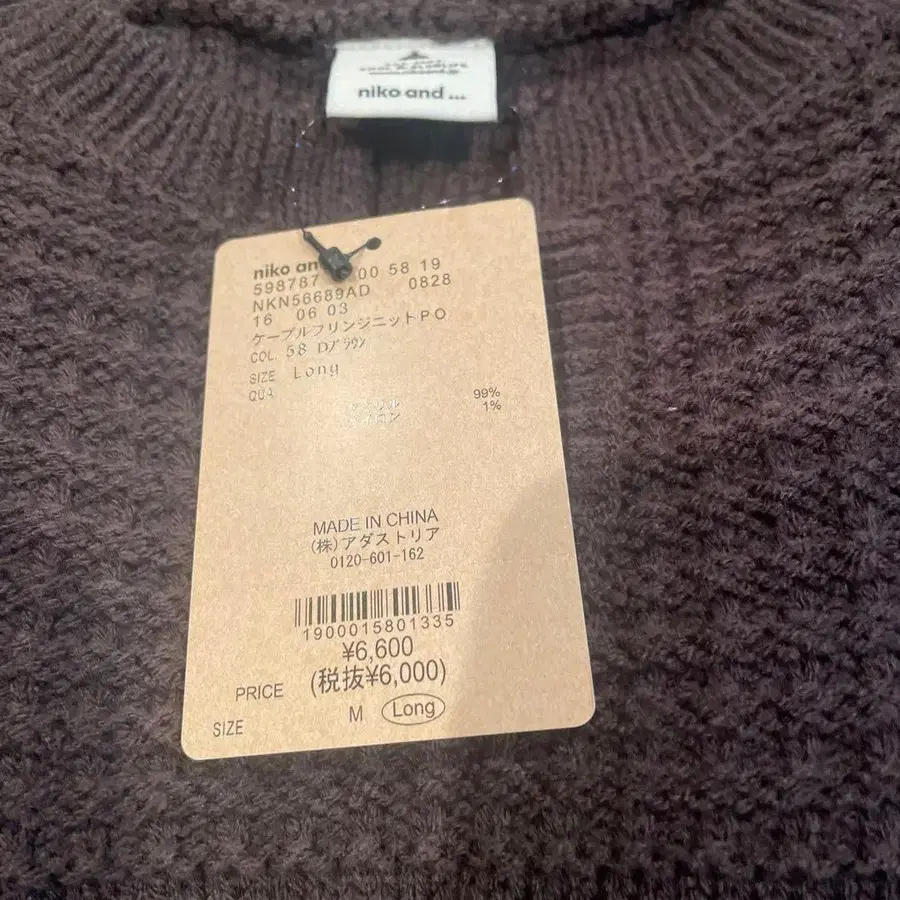 niko and ...
niko an
598787 00 58 19
NKN56689AD 0828
16 06 03
ケーブルフリンジニットPO
COL. 58 Dブラウン
SIZE Long
QUA
99%
1%
MADE IN CHINA
(株)アダストリア
0120-601-162
1900015801335
¥6,600
PRICE (税抜¥6,000)
SIZE M Long